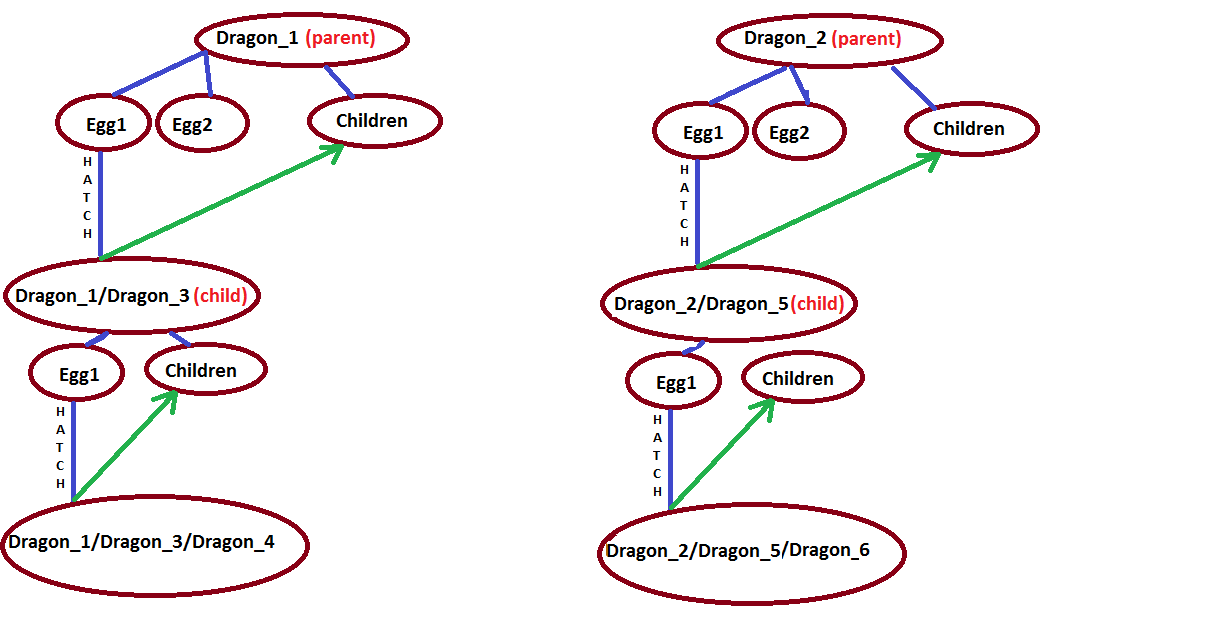 Dragon_1 (parent)
Egg1
Egg2
Children
H
A
T
C
H
Dragon_1/Dragon_3 (child)
Egg1
Children
H
A
T
C
H
Dragon_1/Dragon_3/Dragon_4
Dragon_2 (parent)
Egg1
Egg2
Children
H
A
T
C
H
Dragon_2/Dragon_5 (child)
Egg1
Children
H
A
T
C
H
Dragon_2/Dragon_5/Dragon_6